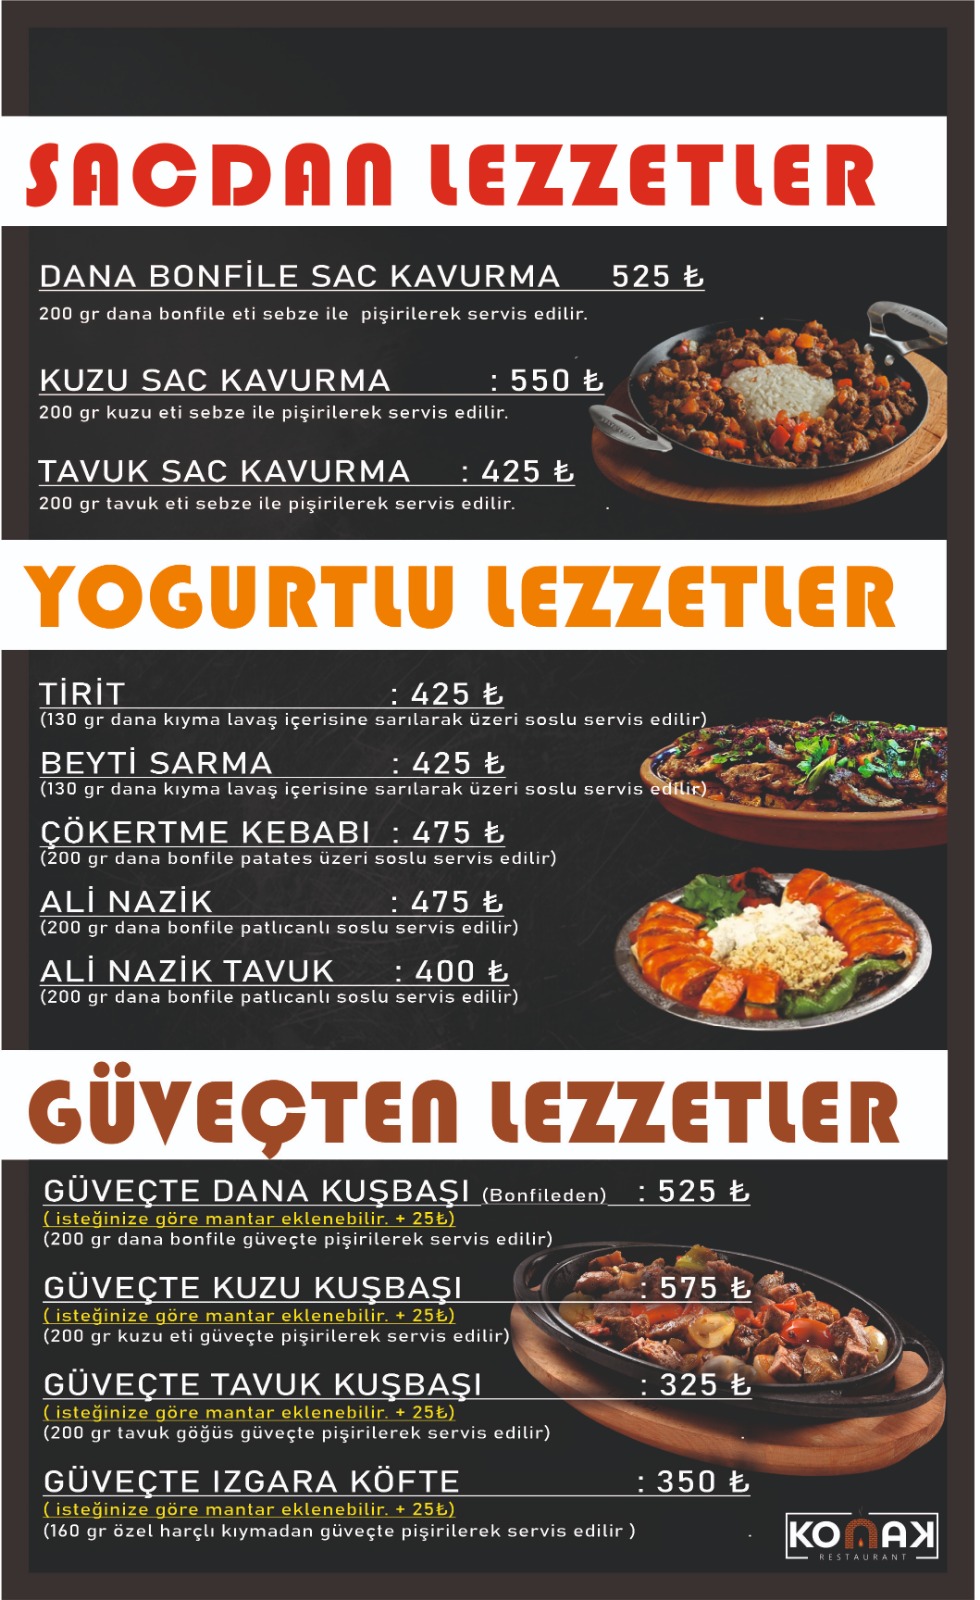 SACDAN LEZZETLER
DANA BONFİLE SAC KAVURMA 525 ₺
200 gr dana bonfile eti sebze ile pişirilerek servis edilir.
KUZU SAC KAVURMA : 550 ₺
200 gr kuzu eti sebze ile pişirilerek servis edilir.
TAVUK SAC KAVURMA : 425 ₺
200 gr tavuk eti sebze ile pişirilerek servis edilir.
YOGURTLU LEZZETLER
TİRİT : 425 ₺
(130 gr dana kıyma lavaş içerisine sarılarak üzeri soslu servis edilir)
BEYTİ SARMA : 425 ₺
(130 gr dana kıyma lavaş içerisine sarılarak üzeri soslu servis edilir)
ÇÖKERTME KEBABI : 475 ₺
(200 gr dana bonfile patates üzeri soslu servis edilir)
ALİ NAZİK : 475 ₺
(200 gr dana bonfile patlıcanlı soslu servis edilir)
ALİ NAZİK TAVUK : 400 ₺
(200 gr dana bonfile patlıcanlı soslu servis edilir)
GÜVEÇTEN LEZZETLER
GÜVEÇTE DANA KUŞBAŞI (Bonfileden) : 525 ₺
( isteğinize göre mantar eklenebilir. + 25₺)
(200 gr dana bonfile güveçte pişirilerek servis edilir)
GÜVEÇTE KUZU KUŞBAŞI : 575 ₺
( isteğinize göre mantar eklenebilir. + 25₺)
(200 gr kuzu eti güveçte pişirilerek servis edilir)
GÜVEÇTE TAVUK KUŞBAŞI : 325 ₺
( isteğinize göre mantar eklenebilir. + 25₺)
(200 gr tavuk göğüs güveçte pişirilerek servis edilir)
GÜVEÇTE IZGARA KÖFTE : 350 ₺
( isteğinize göre mantar eklenebilir. + 25₺)
(160 gr özel harçlı kıymadan güveçte pişirilerek servis edilir )
KONAK
RESTAURANT